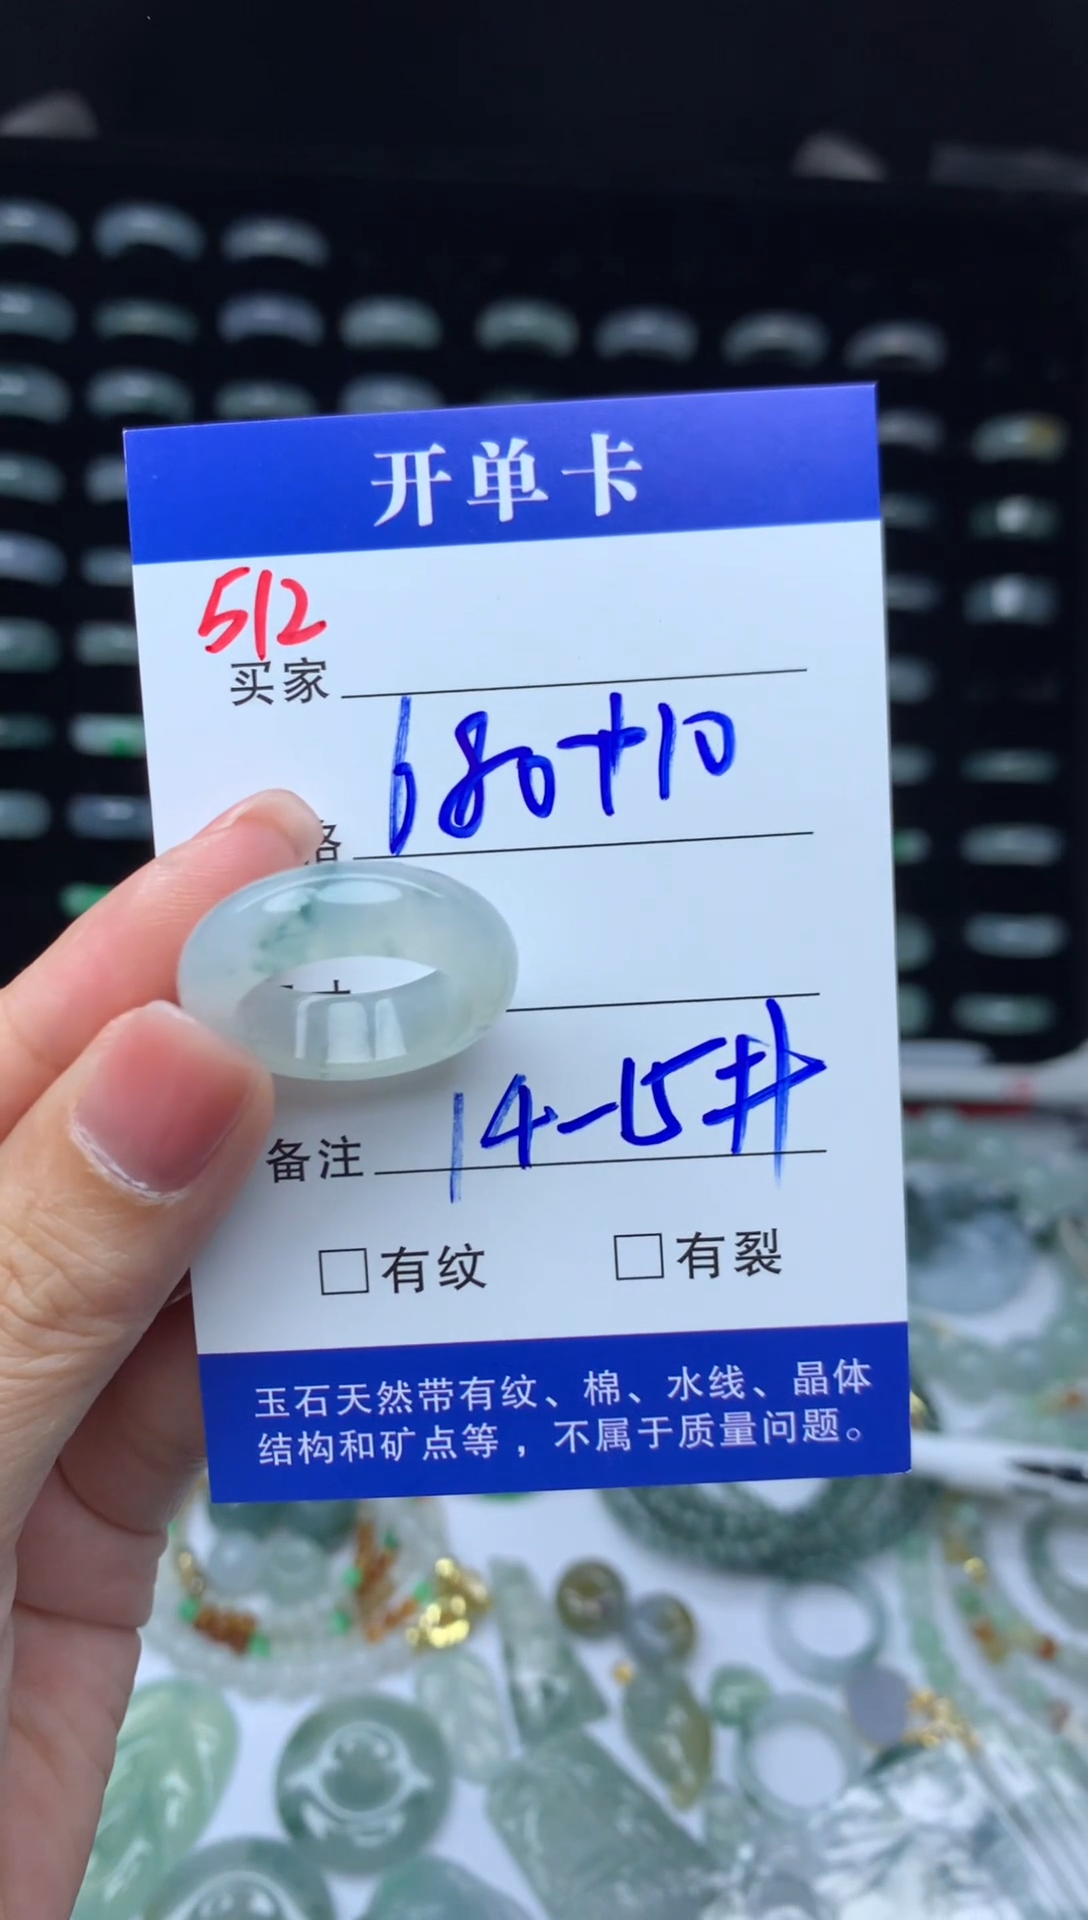 开单卡
512
买家
680+10
格
14-15#
备注
有纹 有裂
玉石天然带有纹、棉、水线、晶体
结构和矿点等，不属于质量问题。